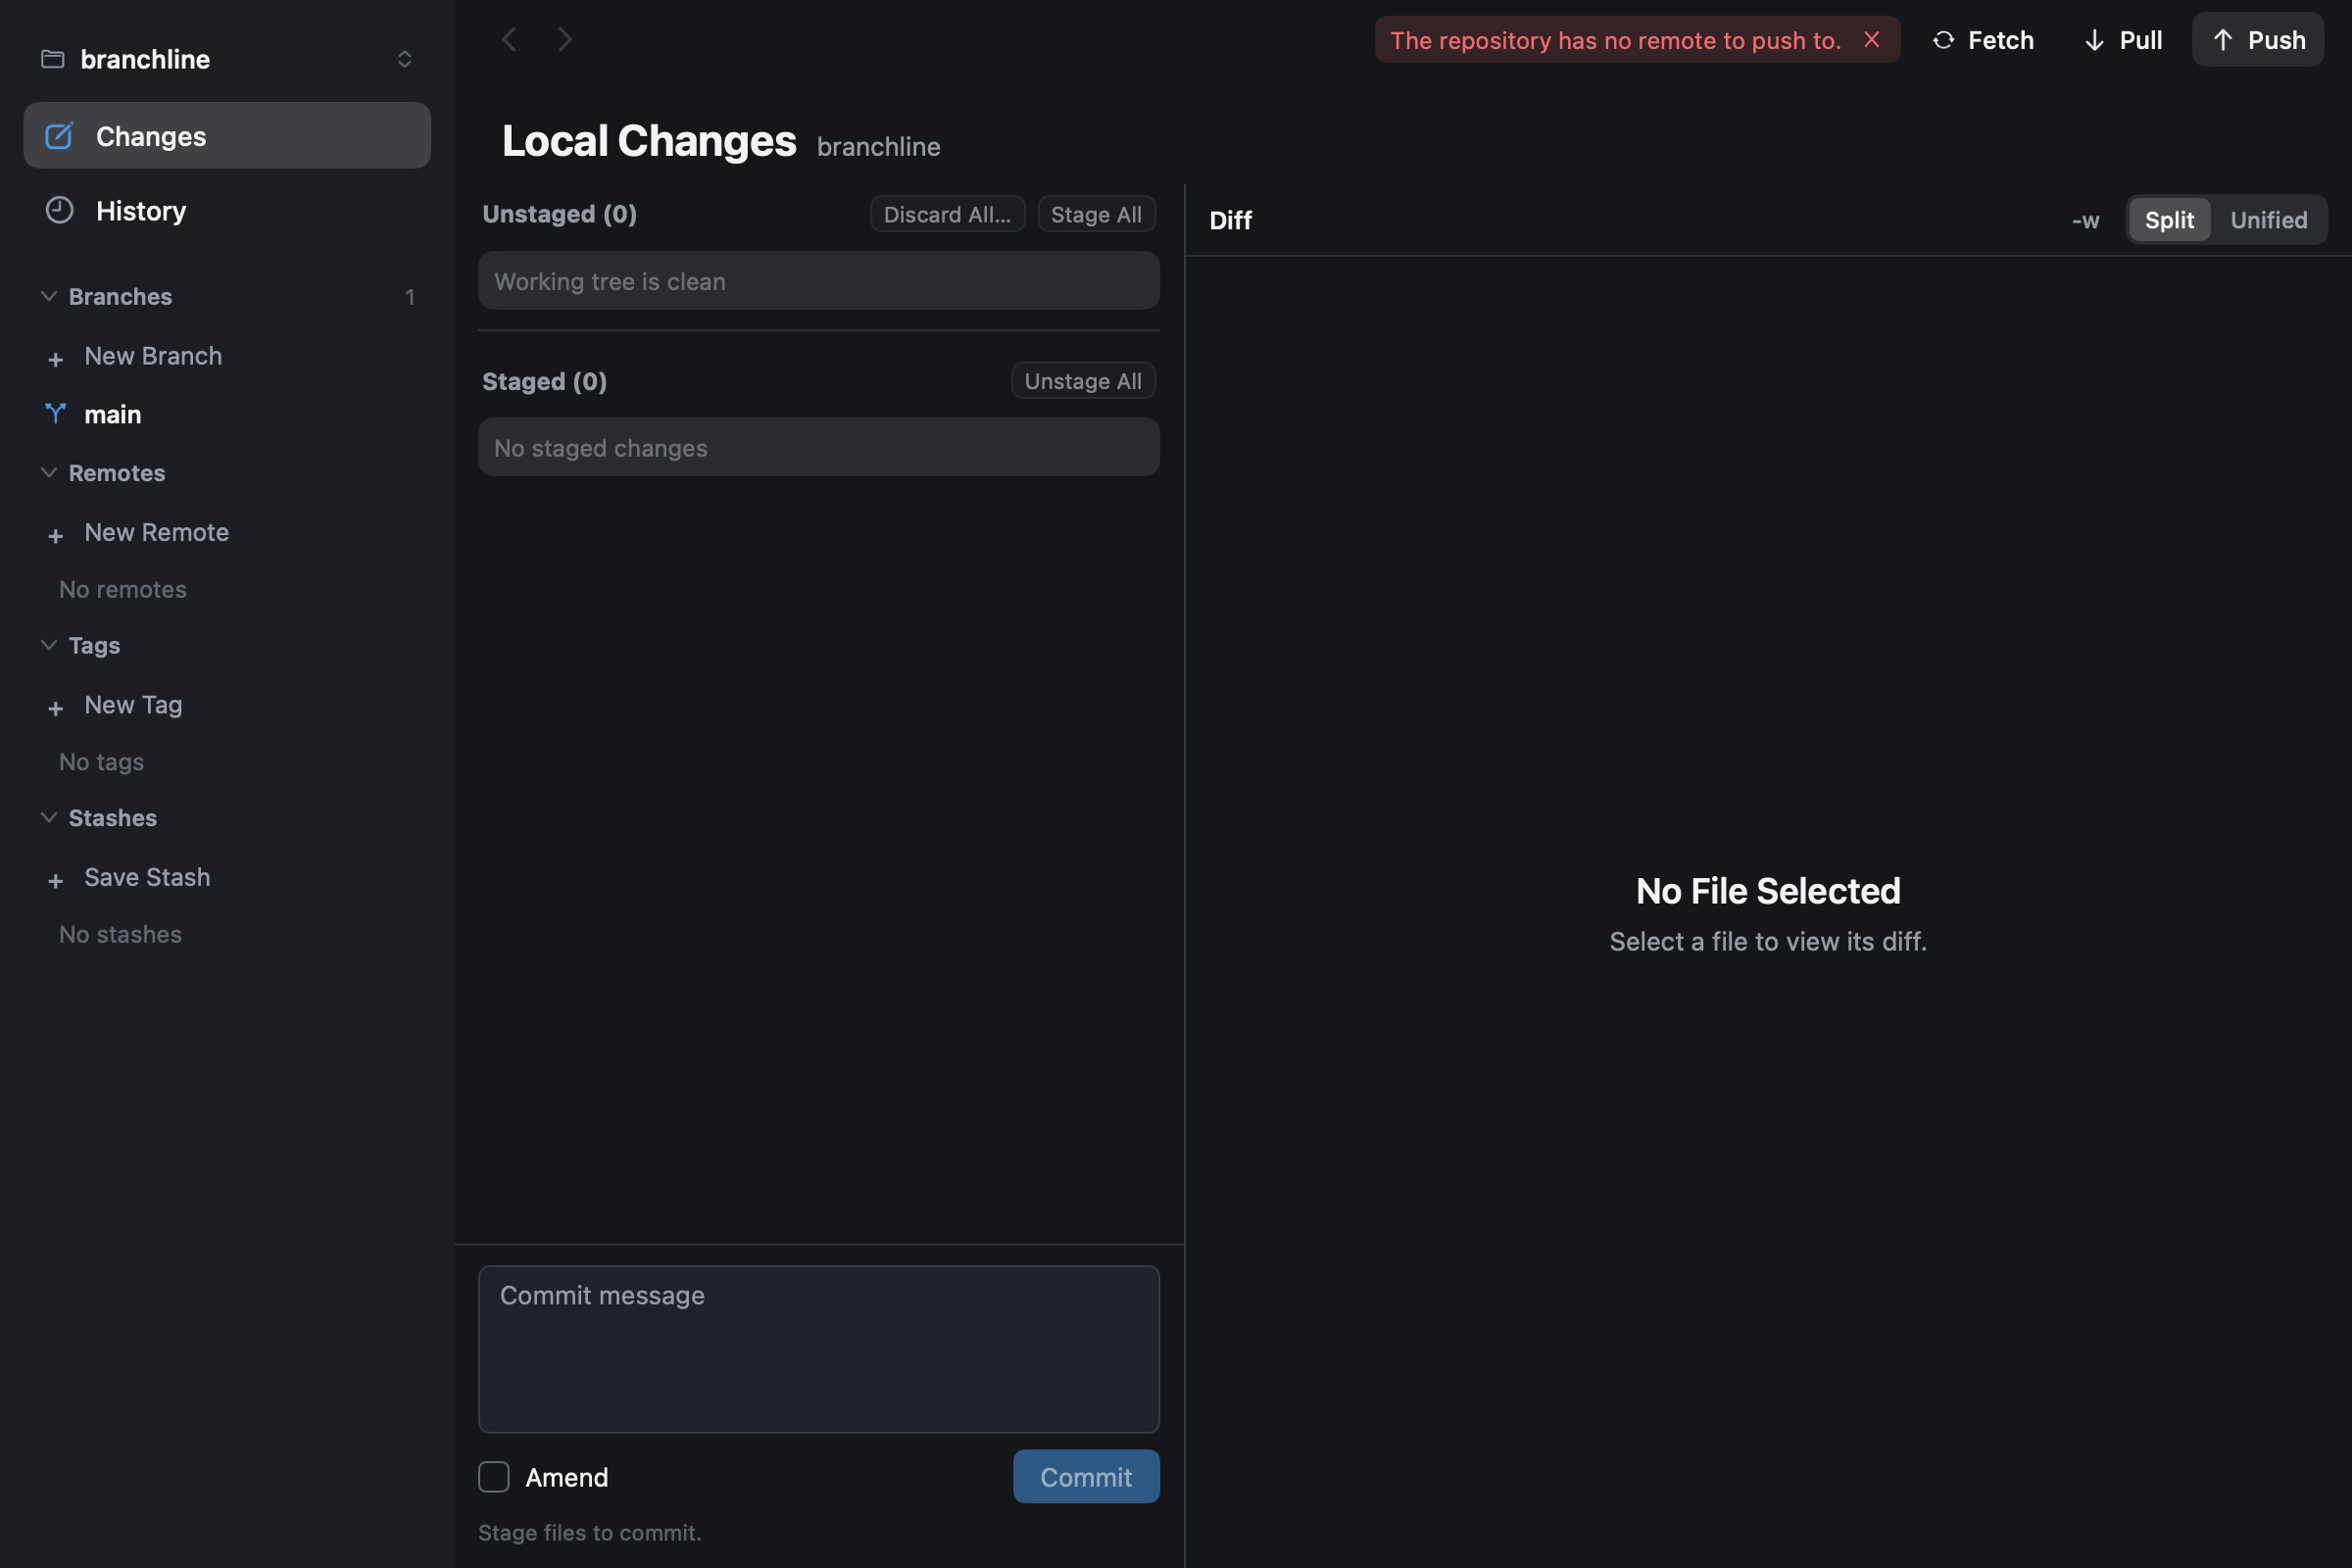 branchline
Changes
History
Branches 1
+ New Branch
main
Remotes
+ New Remote
No remotes
Tags
+ New Tag
No tags
Stashes
+ Save Stash
No stashes
The repository has no remote to push to.
Fetch
Pull
Push
Local Changes branchline
Unstaged (0) Discard All... Stage All
Working tree is clean
Staged (0) Unstage All
No staged changes
Commit message
Amend Commit
Stage files to commit.
Diff -w Split Unified
No File Selected
Select a file to view its diff.